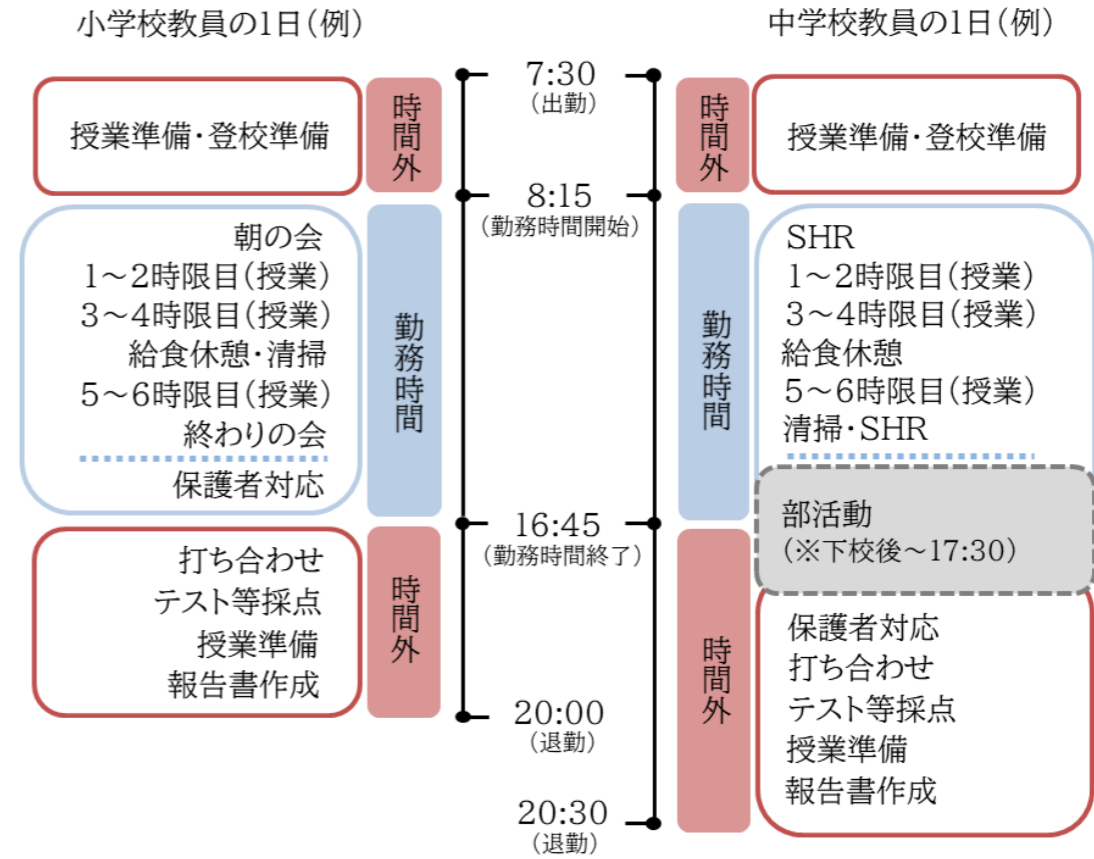 小学校教員の1日(例)
時間外
授業準備・登校準備
勤務時間
朝の会
1～2時限目(授業)
3～4時限目(授業)
給食休憩・清掃
5～6時限目(授業)
終わりの会
保護者対応
時間外
打ち合わせ
テスト等採点
授業準備
報告書作成
7:30
(出勤)
8:15
(勤務時間開始)
16:45
(勤務時間終了)
20:00
(退勤)
20:30
(退勤)
中学校教員の1日(例)
時間外
授業準備・登校準備
勤務時間
SHR
1～2時限目(授業)
3～4時限目(授業)
給食休憩
5～6時限目(授業)
清掃・SHR
部活動
(※下校後～17:30)
時間外
保護者対応
打ち合わせ
テスト等採点
授業準備
報告書作成